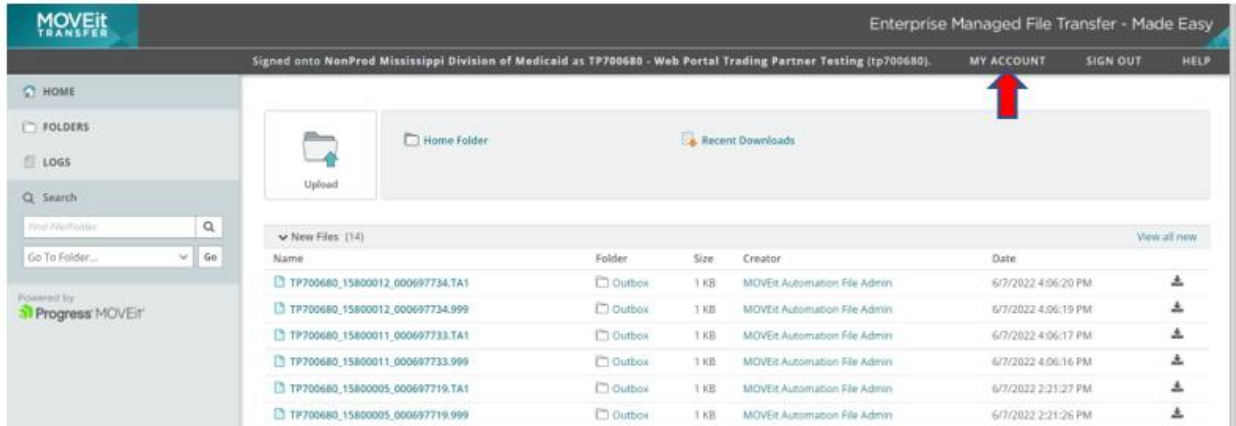 MOVEit
TRANSFER
Enterprise Managed File Transfer - Made Easy
Signed onto NonProd Mississippi Division of Medicaid as TP700680 - Web Portal Trading Partner Testing (tp700680). MY ACCOUNT SIGN OUT HELP
HOME
FOLDERS
LOGS
Search
Find File/Folder
Go To Folder... Go
Powered by
Progress MOVEit
Upload
Home Folder
Recent Downloads
New Files (14) View all new
Name Folder Size Creator Date
TP700680_15800012_000697734.TA1 Outbox 1 KB MOVEit Automation File Admin 6/7/2022 4:06:20 PM
TP700680_15800012_000697734.999 Outbox 1 KB MOVEit Automation File Admin 6/7/2022 4:06:19 PM
TP700680_15800011_000697733.TA1 Outbox 1 KB MOVEit Automation File Admin 6/7/2022 4:06:17 PM
TP700680_15800011_000697733.999 Outbox 1 KB MOVEit Automation File Admin 6/7/2022 4:06:16 PM
TP700680_15800005_000697719.TA1 Outbox 1 KB MOVEit Automation File Admin 6/7/2022 2:21:27 PM
TP700680_15800005_000697719.999 Outbox 1 KB MOVEit Automation File Admin 6/7/2022 2:21:26 PM